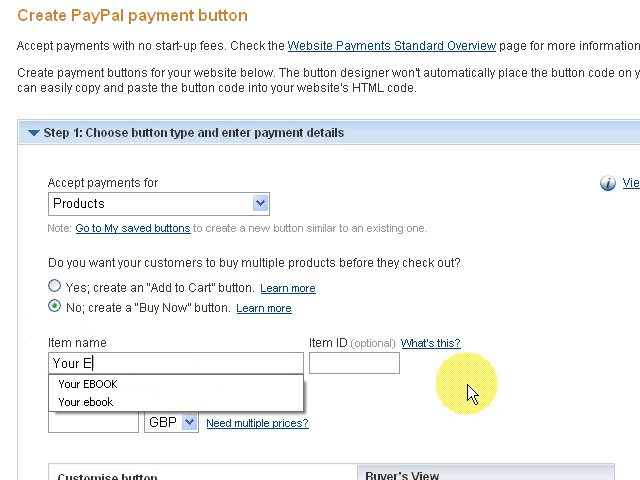 Create PayPal payment button
Accept payments with no start-up fees. Check the Website Payments Standard Overview page for more information
Create payment buttons for your website below. The button designer won't automatically place the button code on y
can easily copy and paste the button code into your website's HTML code.
Step 1: Choose button type and enter payment details
Accept payments for
Vie
Products
Note: Go to My saved buttons to create a new button similar to an existing one.
Do you want your customers to buy multiple products before they check out?
Yes; create an "Add to Cart" button. Learn more
No; create a "Buy Now" button. Learn more
Item name Item ID (optional) What's this?
Your E
Your EBOOK
Your ebook
GBP Need multiple prices?
Customise button Buyer's View